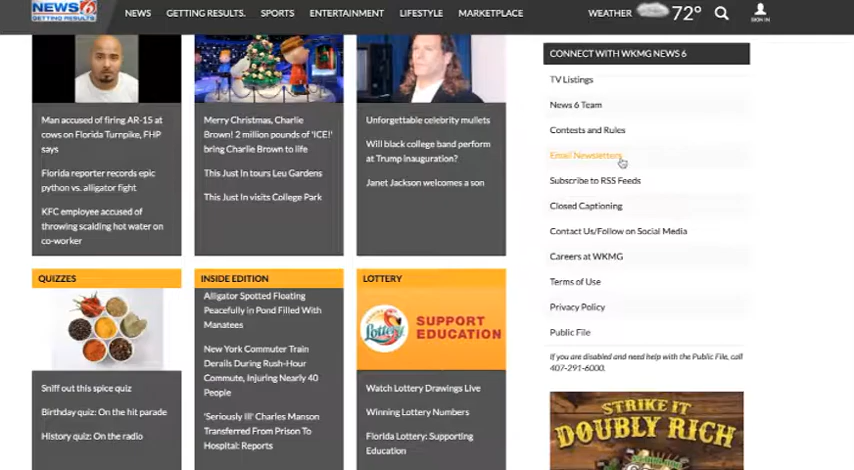 NEWS 6
GETTING RESULTS
NEWS
GETTING RESULTS.
SPORTS
ENTERTAINMENT
LIFESTYLE
MARKETPLACE
WEATHER
72°
SIGN IN
Man accused of firing AR-15 at
cows on Florida Turnpike, FHP
says
Florida reporter records epic
python vs. alligator fight
KFC employee accused of
throwing scalding hot water on
co-worker
Merry Christmas, Charlie
Brown! 2 million pounds of 'ICE!'
bring Charlie Brown to life
This Just In tours Leu Gardens
This Just In visits College Park
Unforgettable celebrity mullets
Will black college band perform
at Trump inauguration?
Janet Jackson welcomes a son
QUIZZES
Sniff out this spice quiz
Birthday quiz: On the hit parade
History quiz: On the radio
INSIDE EDITION
Alligator Spotted Floating
Peacefully in Pond Filled With
Manatees
New York Commuter Train
Derails During Rush-Hour
Commute, Injuring Nearly 40
People
'Seriously Ill' Charles Manson
Transferred From Prison To
Hospital: Reports
LOTTERY
Lottery
SUPPORT
EDUCATION
Watch Lottery Drawings Live
Winning Lottery Numbers
Florida Lottery: Supporting
Education
CONNECT WITH WKMG NEWS 6
TV Listings
News 6 Team
Contests and Rules
Email Newsletters
Subscribe to RSS Feeds
Closed Captioning
Contact Us/Follow on Social Media
Careers at WKMG
Terms of Use
Privacy Policy
Public File
If you are disabled and need help with the Public File, call
407-291-6000.
STRIKE IT
DOUBLY RICH